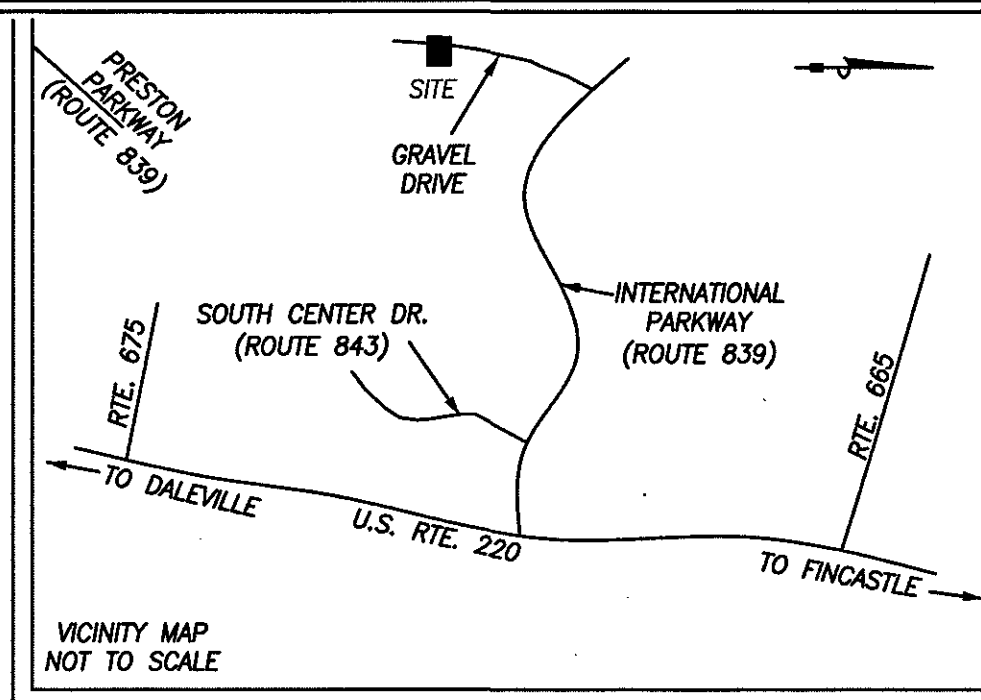 PRESTON
PARKWAY
(ROUTE 839)
SITE
GRAVEL
DRIVE
INTERNATIONAL
PARKWAY
(ROUTE 839)
SOUTH CENTER DR.
(ROUTE 843)
RTE. 675
RTE. 665
TO DALEVILLE
U.S. RTE. 220
TO FINCASTLE
VICINITY MAP
NOT TO SCALE